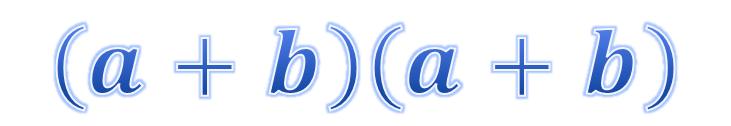 (a + b)(a + b)